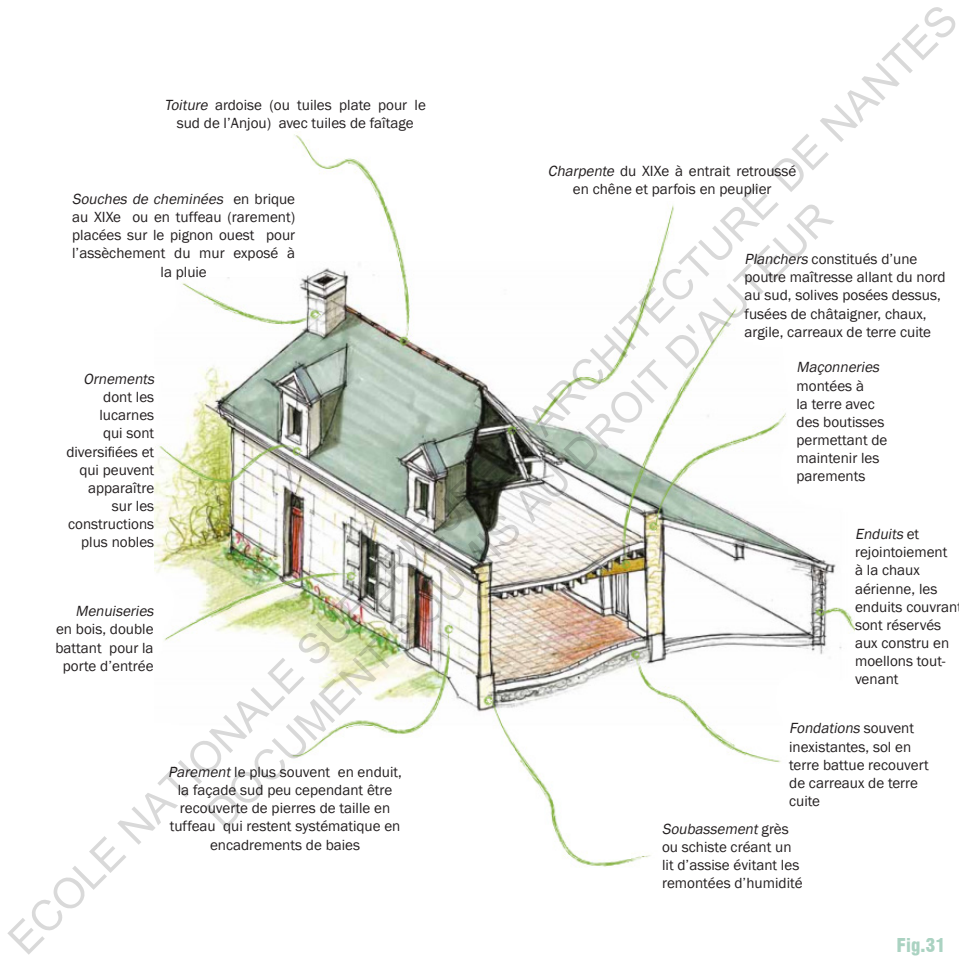 Toiture ardoise (ou tuiles plate pour le
sud de l'Anjou) avec tuiles de faîtage
Charpente du XIXe à entrait retroussé
en chêne et parfois en peuplier
Souches de cheminées en brique
au XIXe ou en tuffeau (rarement)
placées sur le pignon ouest pour
l'assèchement du mur exposé à
la pluie
Planchers constitués d'une
poutre maîtresse allant du nord
au sud, solives posées dessus,
fusées de châtaigner, chaux,
argile, carreaux de terre cuite
Ornements
dont les
lucarnes
qui sont
diversifiées et
qui peuvent
apparaître
sur les
constructions
plus nobles
Maçonneries
montées à
la terre avec
des boutisses
permettant de
maintenir les
parements
Enduits et
rejointoiement
à la chaux
aérienne, les
enduits couvrant
sont réservés
aux constru en
moellons tout-
venant
Menuiseries
en bois, double
battant pour la
porte d'entrée
Fondations souvent
inexistantes, sol en
terre battue recouvert
de carreaux de terre
cuite
Parement le plus souvent en enduit,
la façade sud peu cependant être
recouverte de pierres de taille en
tuffeau qui restent systématique en
encadrements de baies
Soubassement grès
ou schiste créant un
lit d'assise évitant les
remontées d'humidité
Fig.31
ECOLE NATIONALE D'ARCHITECTURE DE NANTES
DOCUMENT AU DROIT D'AUTEUR